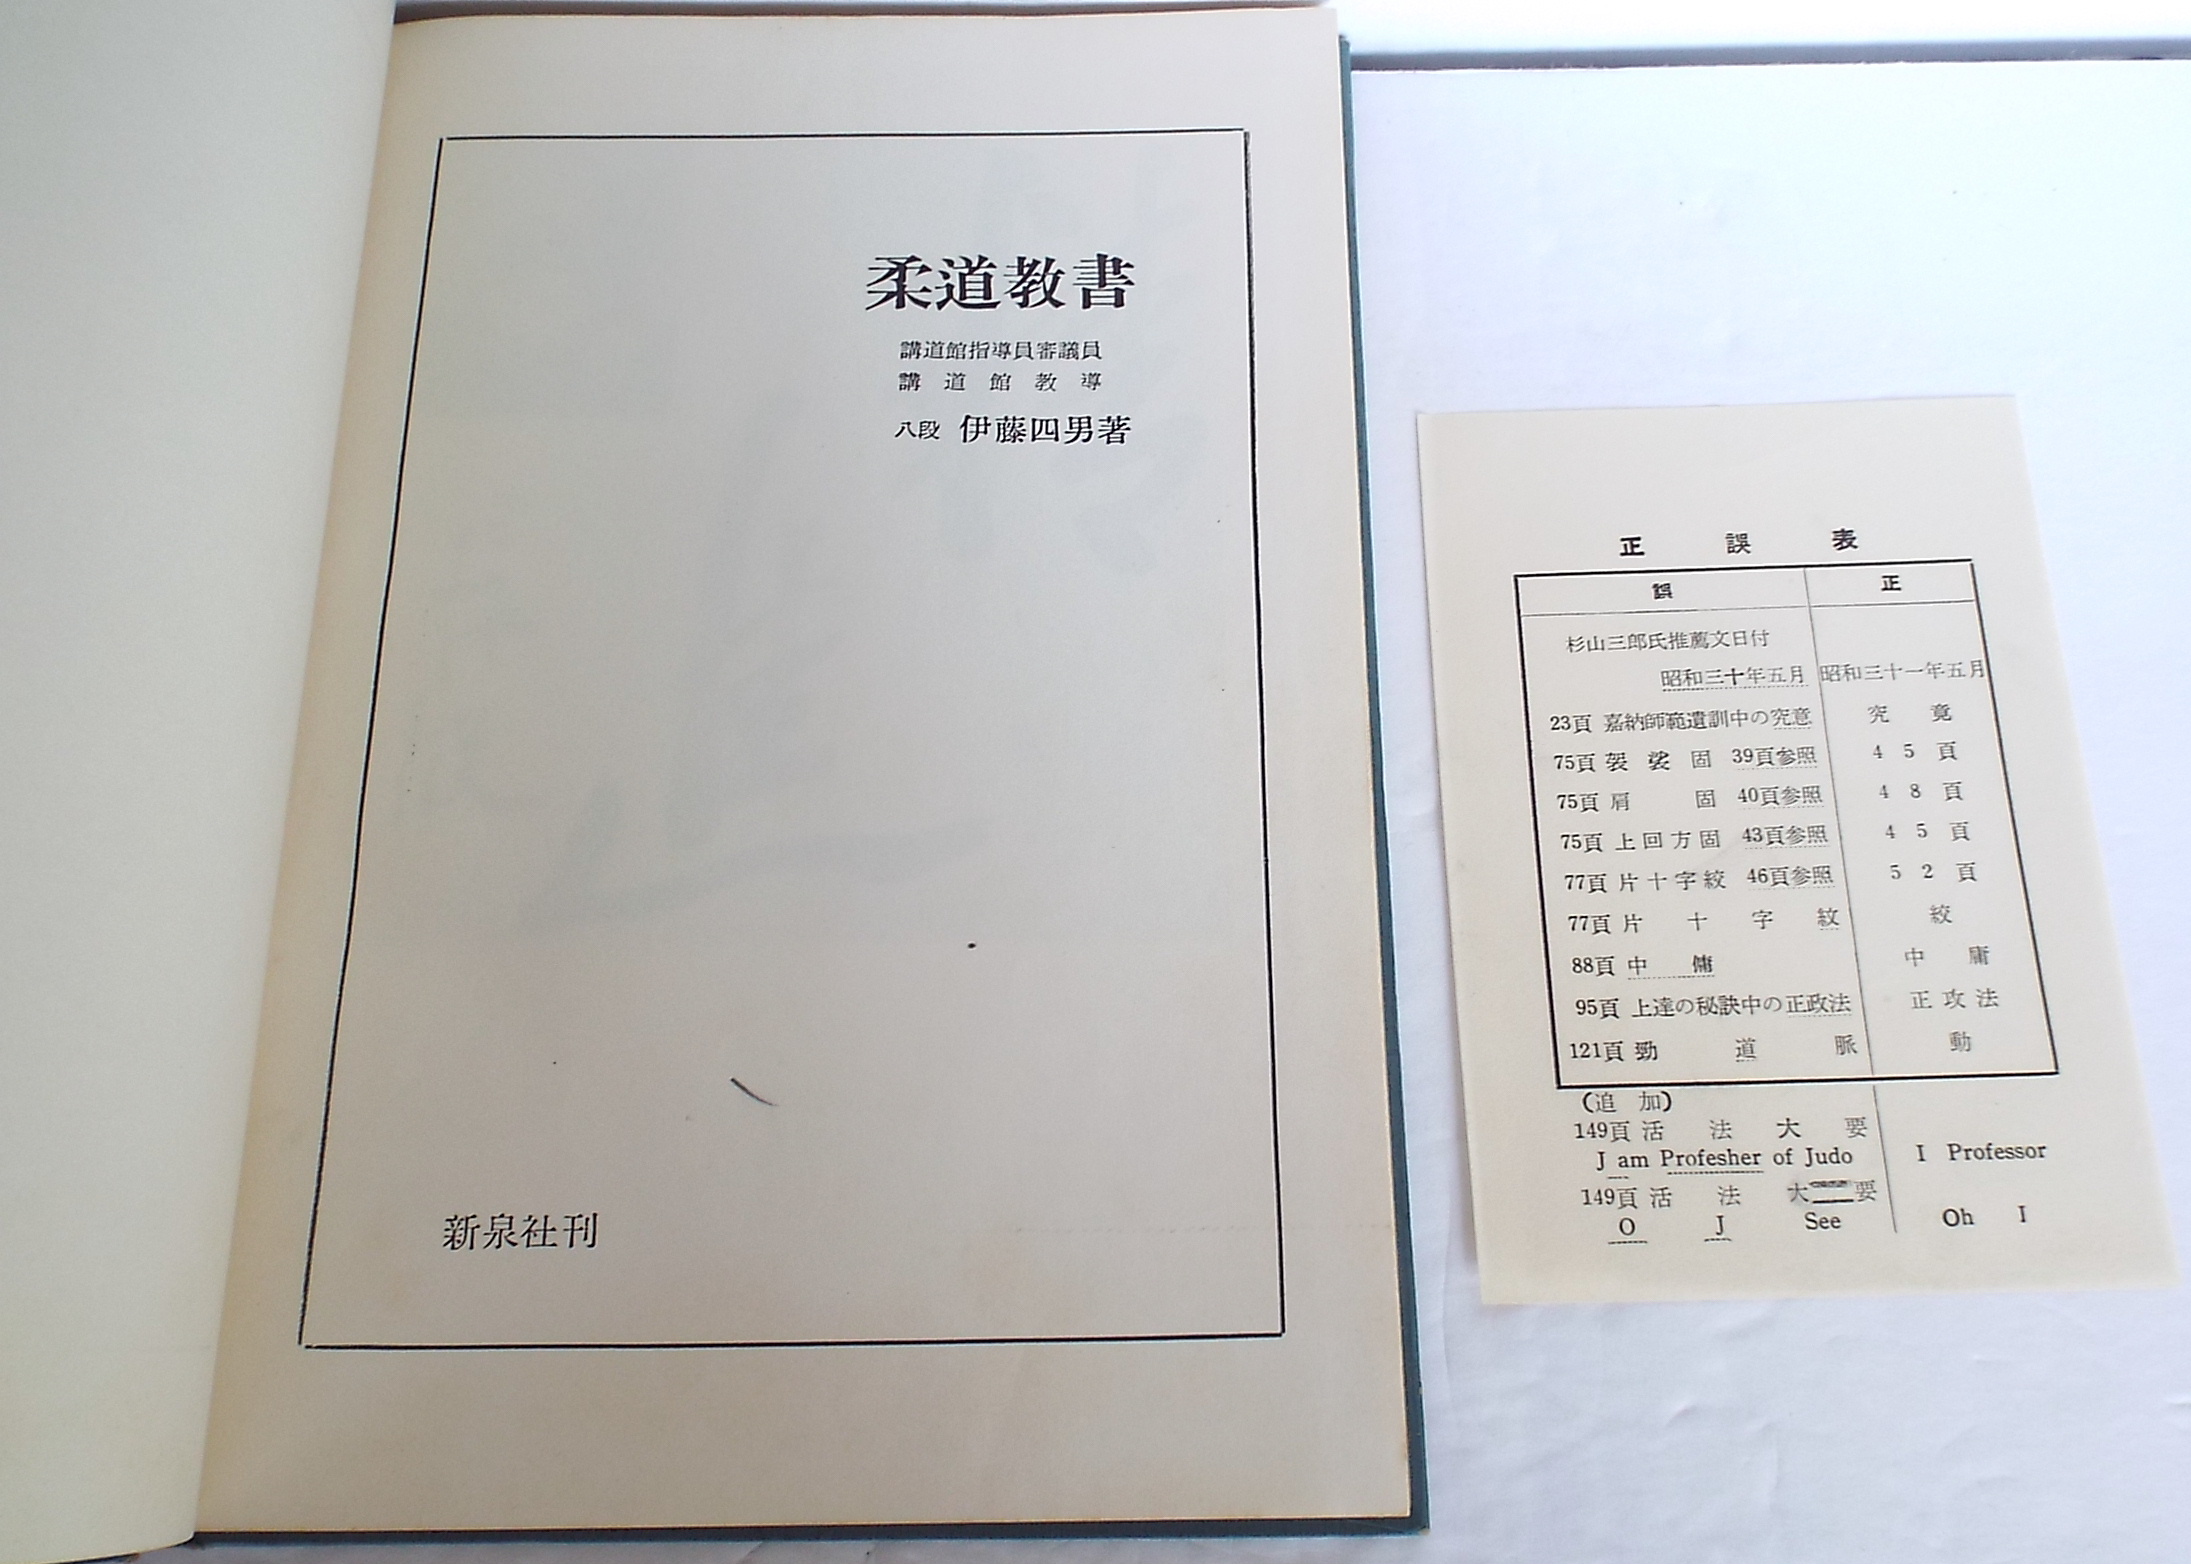 柔道教書
講道館指導員審議員
講道館教導
八段 伊藤四男著
新泉社刊
正誤表
誤 正
杉山三郎氏推薦文日付
昭和三十年五月 昭和三十一年五月
23頁 嘉納師範遺訓中の究意 究竟
75頁 袈裟固 39頁参照 45頁
75頁 肩固 40頁参照 48頁
75頁 上回方固 43頁参照 45頁
77頁 片十字絞 46頁参照 52頁
77頁 片十字紋 絞
88頁 中傭 中庸
95頁 上達の秘訣中の正政法 正攻法
121頁 勁道脈 動
(追加)
149頁 活法大要
J am Profesher of Judo I Professor
149頁 活法大要
O J See Oh I